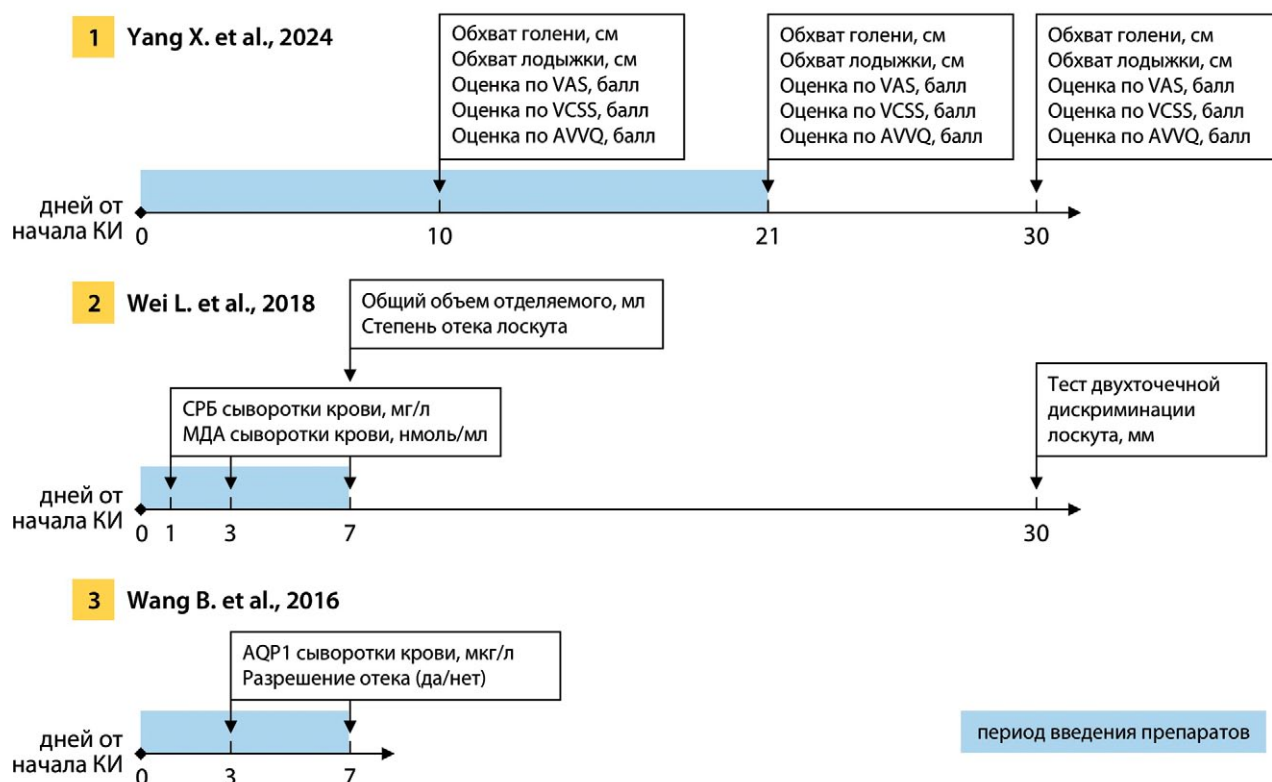 1 Yang X. et al., 2024
Обхват голени, см
Обхват лодыжки, см
Оценка по VAS, балл
Оценка по VCSS, балл
Оценка по AVVQ, балл
Обхват голени, см
Обхват лодыжки, см
Оценка по VAS, балл
Оценка по VCSS, балл
Оценка по AVVQ, балл
Обхват голени, см
Обхват лодыжки, см
Оценка по VAS, балл
Оценка по VCSS, балл
Оценка по AVVQ, балл
дней от
начала КИ
0 10 21 30
2 Wei L. et al., 2018
Общий объем отделяемого, мл
Степень отека лоскута
СРБ сыворотки крови, мг/л
МДА сыворотки крови, нмоль/мл
Тест двухточечной
дискриминации
лоскута, мм
дней от
начала КИ
0 1 3 7 30
3 Wang B. et al., 2016
AQP1 сыворотки крови, мкг/л
Разрешение отека (да/нет)
дней от
начала КИ
0 3 7
период введения препаратов